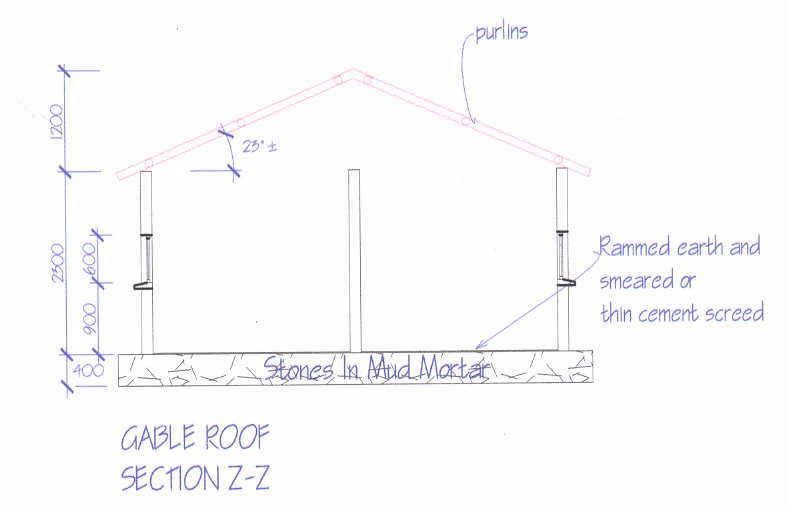 purlins
1200
23° ±
2300
600
900
400
Rammed earth and
smeared or
thin cement screed
Stones In Mud Mortar
GABLE ROOF
SECTION Z-Z